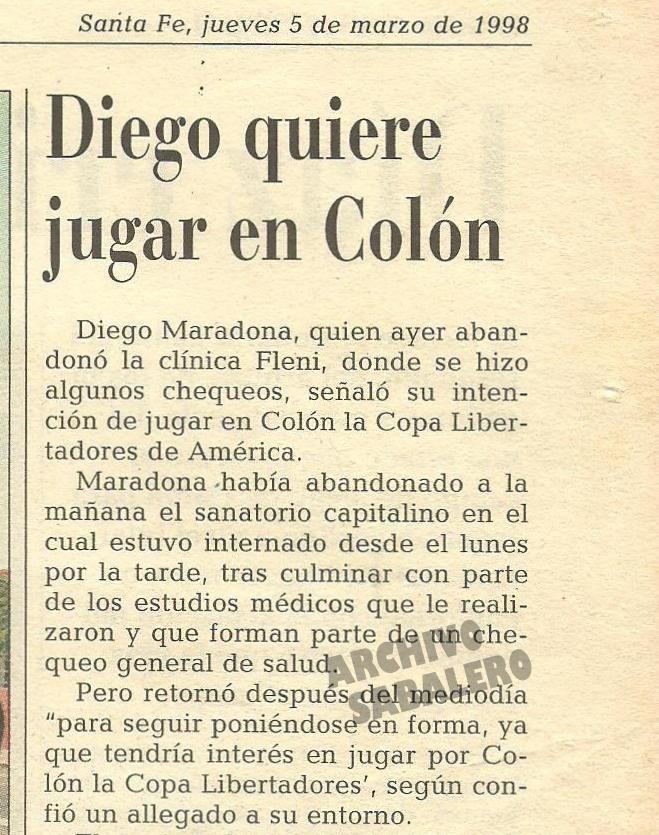 Santa Fe, jueves 5 de marzo de 1998
Diego quiere
jugar en Colón
Diego Maradona, quien ayer aban-
donó la clínica Fleni, donde se hizo
algunos chequeos, señaló su inten-
ción de jugar en Colón la Copa Liber-
tadores de América.
Maradona había abandonado a la
mañana el sanatorio capitalino en el
cual estuvo internado desde el lunes
por la tarde, tras culminar con parte
de los estudios médicos que le reali-
zaron y que forman parte de un che-
queo general de salud.
ARCHIVO
SABALERO
Pero retornó después del mediodía
“para seguir poniéndose en forma, ya
que tendría interés en jugar por Co-
lón la Copa Libertadores’, según con-
fió un allegado a su entorno.